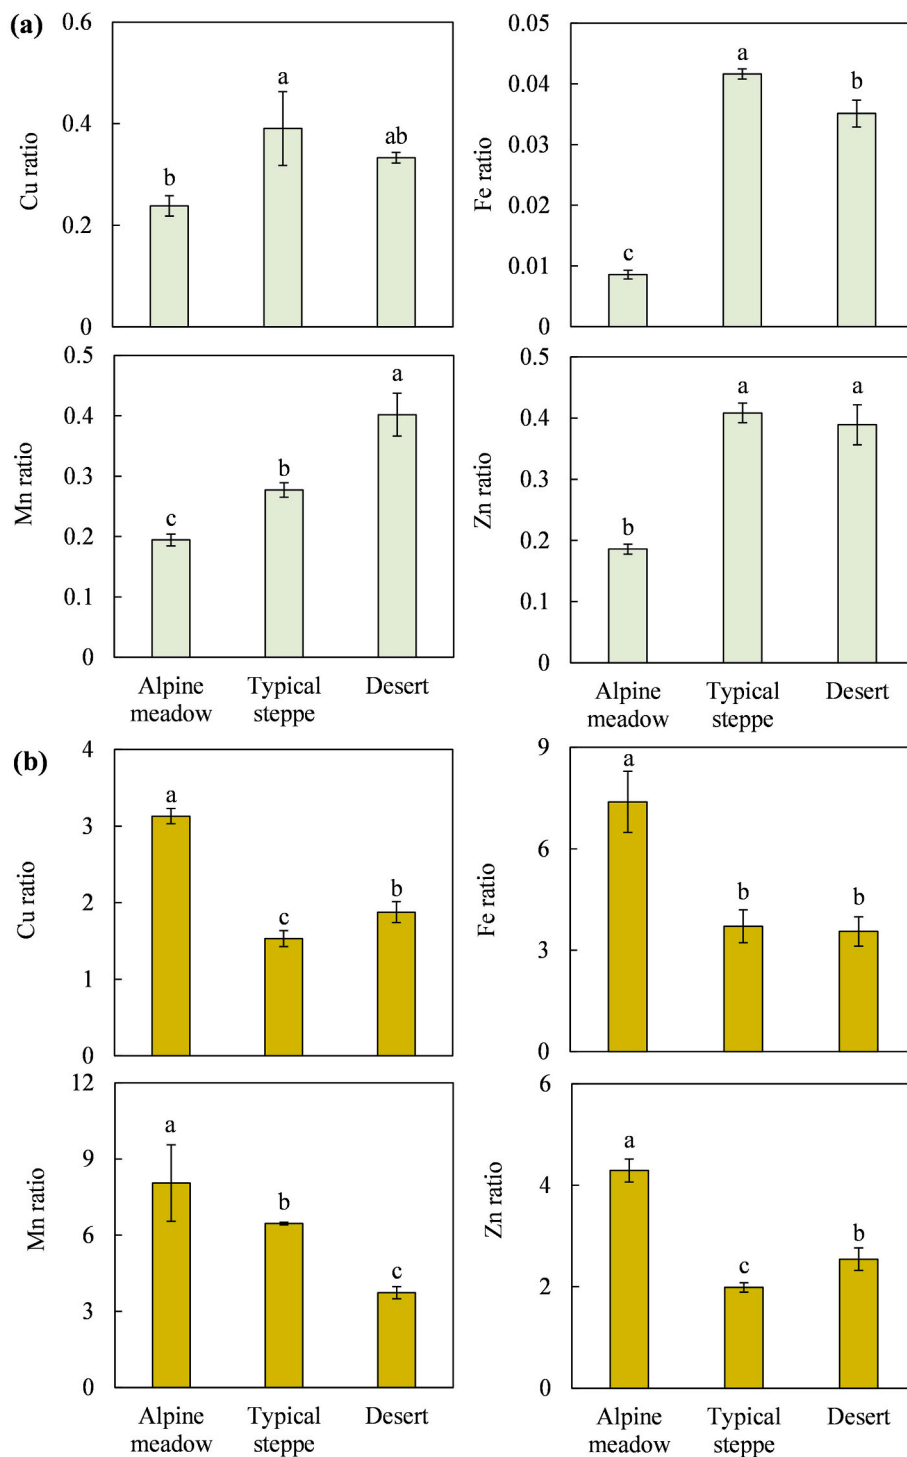 (a)
Cu ratio
0.6
0.4
0.2
0
b
a
ab
Fe ratio
0.05
0.04
0.03
0.02
0.01
0
c
a
b
Mn ratio
0.5
0.4
0.3
0.2
0.1
0
c
b
a
Alpine
meadow
Typical
steppe
Desert
Zn ratio
0.5
0.4
0.3
0.2
0.1
0
b
a
a
Alpine
meadow
Typical
steppe
Desert
(b)
Cu ratio
4
3
2
1
0
a
c
b
Fe ratio
9
6
3
0
a
b
b
Mn ratio
12
9
6
3
0
a
b
c
Alpine
meadow
Typical
steppe
Desert
Zn ratio
6
4
2
0
a
c
b
Alpine
meadow
Typical
steppe
Desert